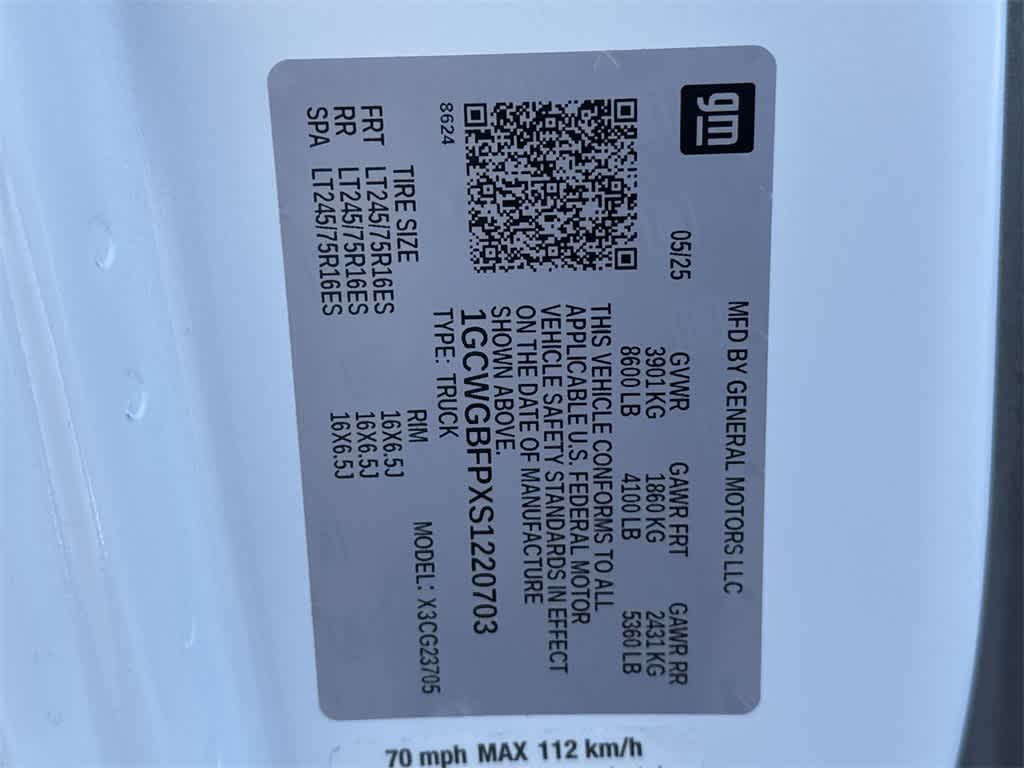 gm
MFD BY GENERAL MOTORS LLC
05/25
GVWR GAWR FRT GAWR RR
3901 KG 1860 KG 2431 KG
8600 LB 4100 LB 5360 LB
THIS VEHICLE CONFORMS TO ALL
APPLICABLE U.S. FEDERAL MOTOR
VEHICLE SAFETY STANDARDS IN EFFECT
ON THE DATE OF MANUFACTURE
SHOWN ABOVE.
1GCWGBFPXS1220703
TYPE: TRUCK
8624
MODEL: X3CG23705
TIRE SIZE RIM
FRT LT245/75R16ES 16X6.5J
RR LT245/75R16ES 16X6.5J
SPA LT245/75R16ES 16X6.5J
70 mph MAX 112 km/h